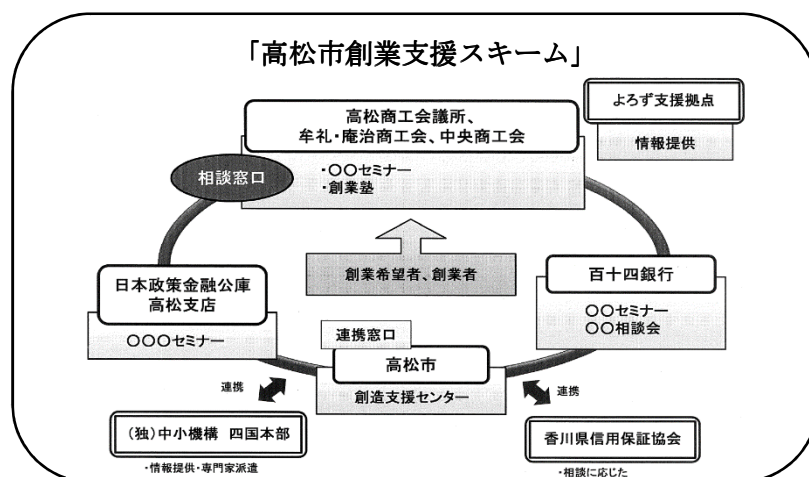 「高松市創業支援スキーム」
よろず支援拠点
情報提供
高松商工会議所、
牟礼・庵治商工会、中央商工会
・〇〇セミナー
・創業塾
相談窓口
創業希望者、創業者
日本政策金融公庫
高松支店
〇〇〇セミナー
百十四銀行
〇〇セミナー
〇〇相談会
連携窓口
高松市
創造支援センター
連携
連携
(独)中小機構 四国本部
・情報提供・専門家派遣
香川県信用保証協会
・相談に応じた